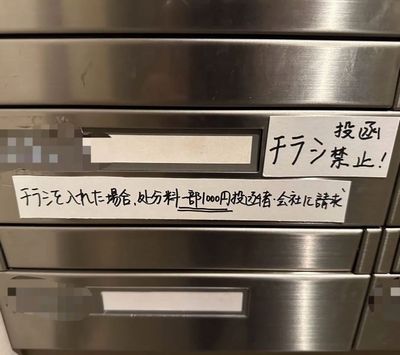 チラシ投函禁止!
チラシを入れた場合、処分料一部1000円投函者・会社に請求